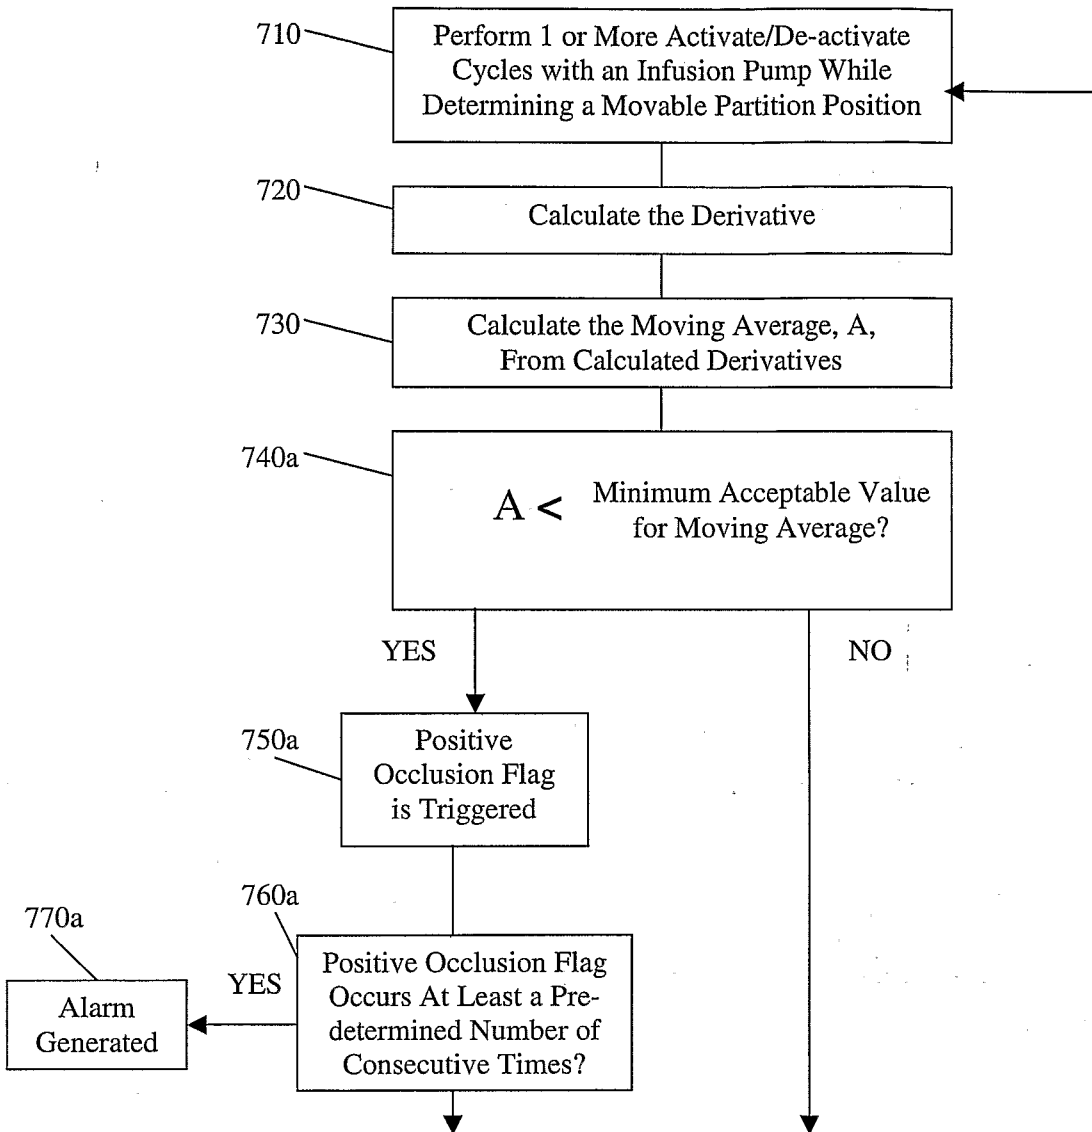 710
Perform 1 or More Activate/De-activate
Cycles with an Infusion Pump While
Determining a Movable Partition Position
720
Calculate the Derivative
730
Calculate the Moving Average, A,
From Calculated Derivatives
740a
A < Minimum Acceptable Value
for Moving Average?
YES
NO
750a
Positive
Occlusion Flag
is Triggered
760a
770a
YES
Positive Occlusion Flag
Occurs At Least a Pre-
determined Number of
Consecutive Times?
Alarm
Generated